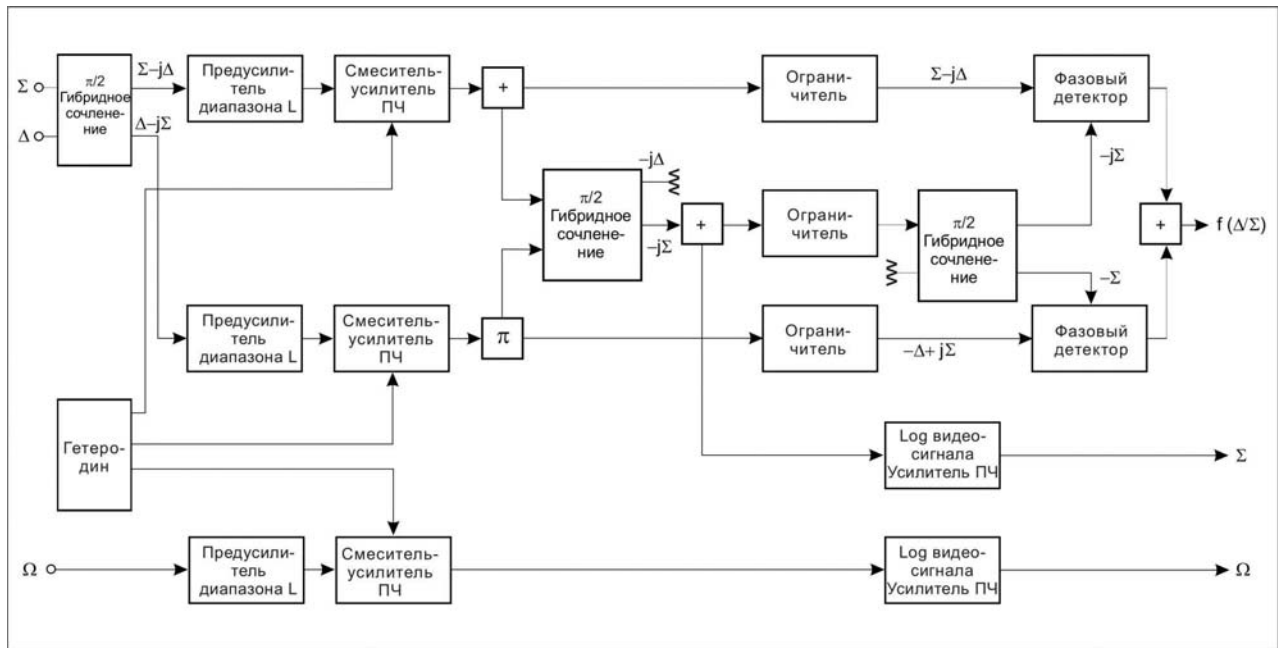 Σ
Δ
π/2
Гибридное
сочлене-
ние
Σ–jΔ
Δ–jΣ
Предусили-
тель
диапазона L
Смеситель-
усилитель
ПЧ
+
Ограни-
читель
Σ–jΔ
Фазовый
детектор
π/2
Гибридное
сочлене-
ние
–jΔ
–jΣ
+
Ограни-
читель
π/2
Гибридное
сочлене-
ние
–jΣ
–Σ
+
f (Δ/Σ)
Предусили-
тель
диапазона L
Смеситель-
усилитель
ПЧ
π
Ограни-
читель
–Δ+ jΣ
Фазовый
детектор
Гетеро-
дин
Log видео-
сигнала
Усилитель ПЧ
Σ
Ω
Предусили-
тель
диапазона L
Смеситель-
усилитель
ПЧ
Log видео-
сигнала
Усилитель ПЧ
Ω